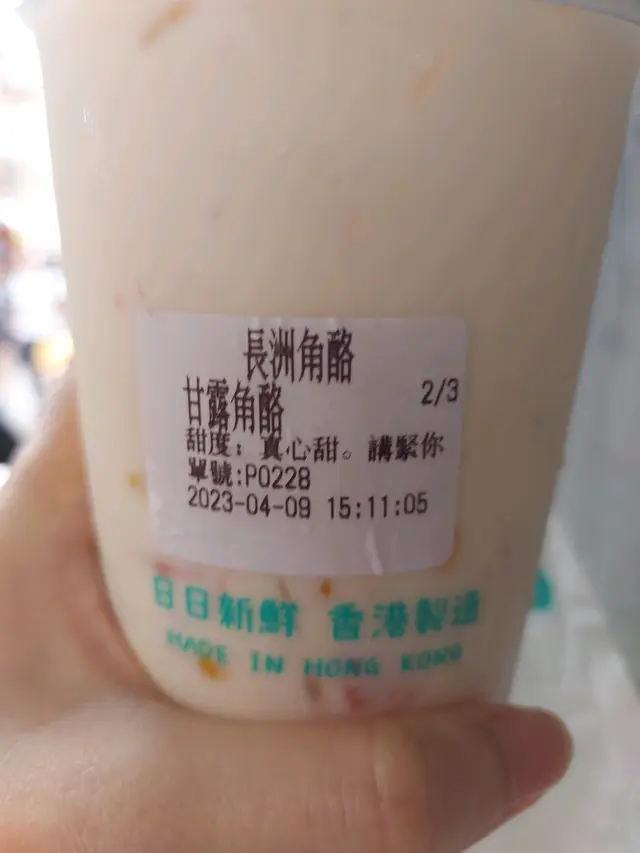 長洲角酪
甘露角酪 2/3
甜度：真心甜。講緊你
單號:P0228
2023-04-09 15:11:05
日日新鮮 香港製造
MADE IN HONG KONG